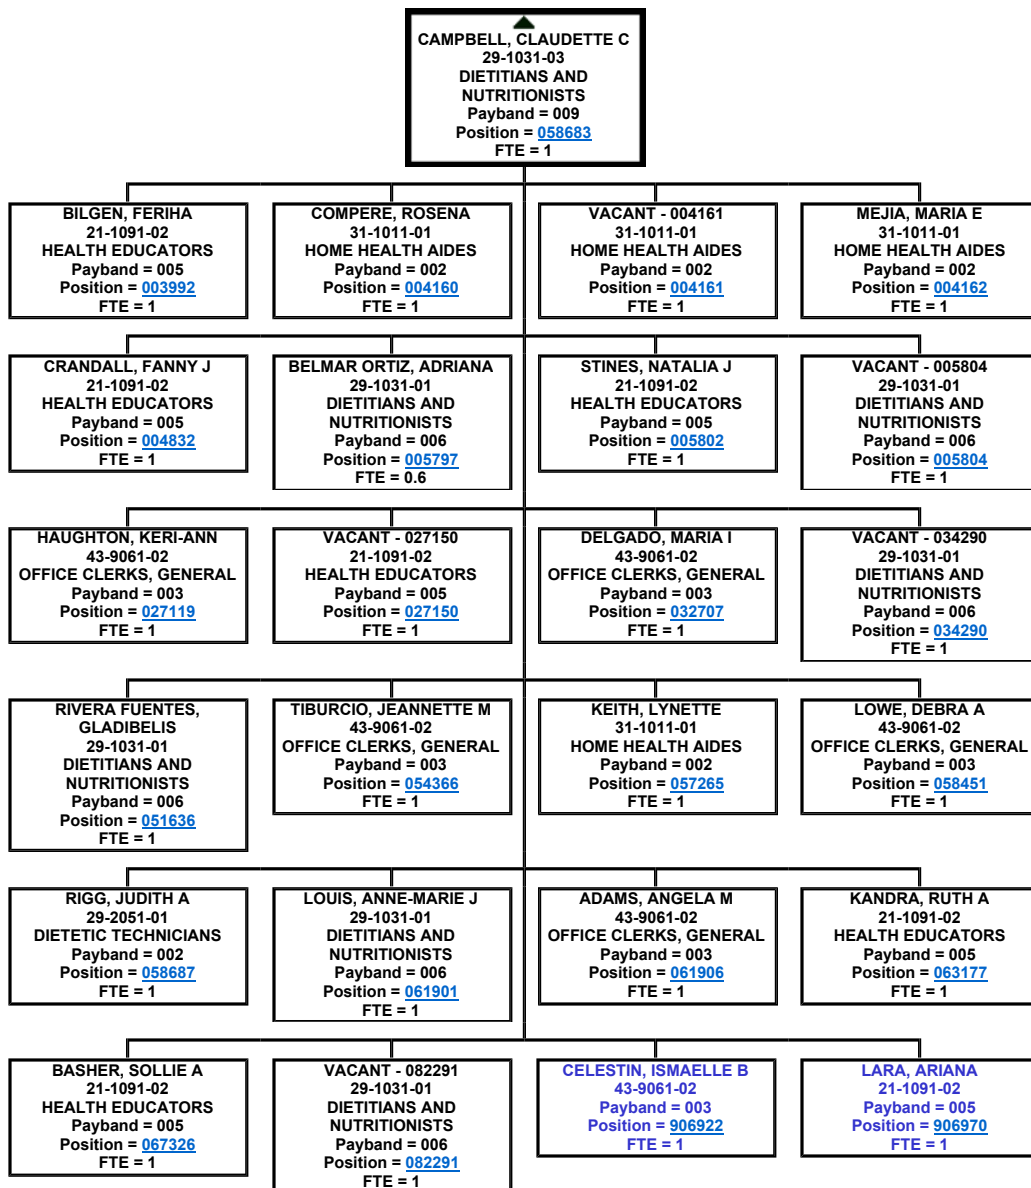 CAMPBELL, CLAUDETTE C
29-1031-03
DIETITIANS AND
NUTRITIONISTS
Payband = 009
Position = 058683
FTE = 1
BILGEN, FERIHA
21-1091-02
HEALTH EDUCATORS
Payband = 005
Position = 003992
FTE = 1
COMPERE, ROSENA
31-1011-01
HOME HEALTH AIDES
Payband = 002
Position = 004160
FTE = 1
VACANT - 004161
31-1011-01
HOME HEALTH AIDES
Payband = 002
Position = 004161
FTE = 1
MEJIA, MARIA E
31-1011-01
HOME HEALTH AIDES
Payband = 002
Position = 004162
FTE = 1
CRANDALL, FANNY J
21-1091-02
HEALTH EDUCATORS
Payband = 005
Position = 004832
FTE = 1
BELMAR ORTIZ, ADRIANA
29-1031-01
DIETITIANS AND
NUTRITIONISTS
Payband = 006
Position = 005797
FTE = 0.6
STINES, NATALIA J
21-1091-02
HEALTH EDUCATORS
Payband = 005
Position = 005802
FTE = 1
VACANT - 005804
29-1031-01
DIETITIANS AND
NUTRITIONISTS
Payband = 006
Position = 005804
FTE = 1
HAUGHTON, KERI-ANN
43-9061-02
OFFICE CLERKS, GENERAL
Payband = 003
Position = 027119
FTE = 1
VACANT - 027150
21-1091-02
HEALTH EDUCATORS
Payband = 005
Position = 027150
FTE = 1
DELGADO, MARIA I
43-9061-02
OFFICE CLERKS, GENERAL
Payband = 003
Position = 032707
FTE = 1
VACANT - 034290
29-1031-01
DIETITIANS AND
NUTRITIONISTS
Payband = 006
Position = 034290
FTE = 1
RIVERA FUENTES,
GLADIBELIS
29-1031-01
DIETITIANS AND
NUTRITIONISTS
Payband = 006
Position = 051636
FTE = 1
TIBURCIO, JEANNETTE M
43-9061-02
OFFICE CLERKS, GENERAL
Payband = 003
Position = 054366
FTE = 1
KEITH, LYNETTE
31-1011-01
HOME HEALTH AIDES
Payband = 002
Position = 057265
FTE = 1
LOWE, DEBRA A
43-9061-02
OFFICE CLERKS, GENERAL
Payband = 003
Position = 058451
FTE = 1
RIGG, JUDITH A
29-2051-01
DIETETIC TECHNICIANS
Payband = 002
Position = 058687
FTE = 1
LOUIS, ANNE-MARIE J
29-1031-01
DIETITIANS AND
NUTRITIONISTS
Payband = 006
Position = 061901
FTE = 1
ADAMS, ANGELA M
43-9061-02
OFFICE CLERKS, GENERAL
Payband = 003
Position = 061906
FTE = 1
KANDRA, RUTH A
21-1091-02
HEALTH EDUCATORS
Payband = 005
Position = 063177
FTE = 1
BASHER, SOLLIE A
21-1091-02
HEALTH EDUCATORS
Payband = 005
Position = 067326
FTE = 1
VACANT - 082291
29-1031-01
DIETITIANS AND
NUTRITIONISTS
Payband = 006
Position = 082291
FTE = 1
CELESTIN, ISMAELLE B
43-9061-02
Payband = 003
Position = 906922
FTE = 1
LARA, ARIANA
21-1091-02
Payband = 005
Position = 906970
FTE = 1